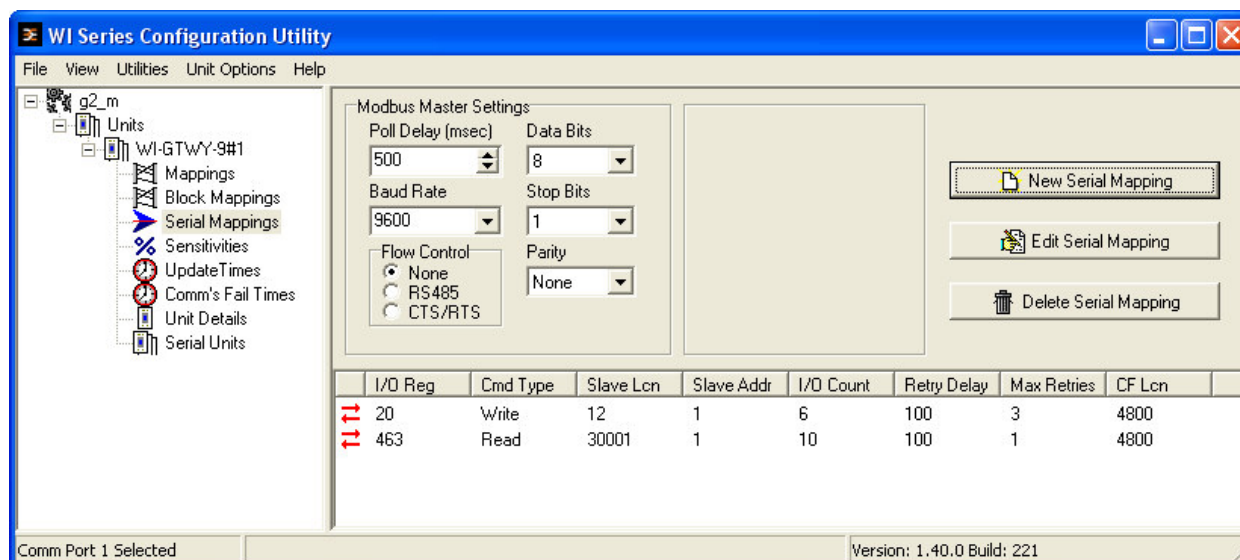 WI Series Configuration Utility
File View Utilities Unit Options Help
g2_m
Units
WI-GTWY-9#1
Mappings
Block Mappings
Serial Mappings
Sensitivities
UpdateTimes
Comm's Fail Times
Unit Details
Serial Units
Modbus Master Settings
Poll Delay (msec) Data Bits
500 8
Baud Rate Stop Bits
9600 1
Flow Control Parity
None None
RS485
CTS/RTS
New Serial Mapping
Edit Serial Mapping
Delete Serial Mapping
I/O Reg Cmd Type Slave Lcn Slave Addr I/O Count Retry Delay Max Retries CF Lcn
20 Write 12 1 6 100 3 4800
463 Read 30001 1 10 100 1 4800
Comm Port 1 Selected Version: 1.40.0 Build: 221